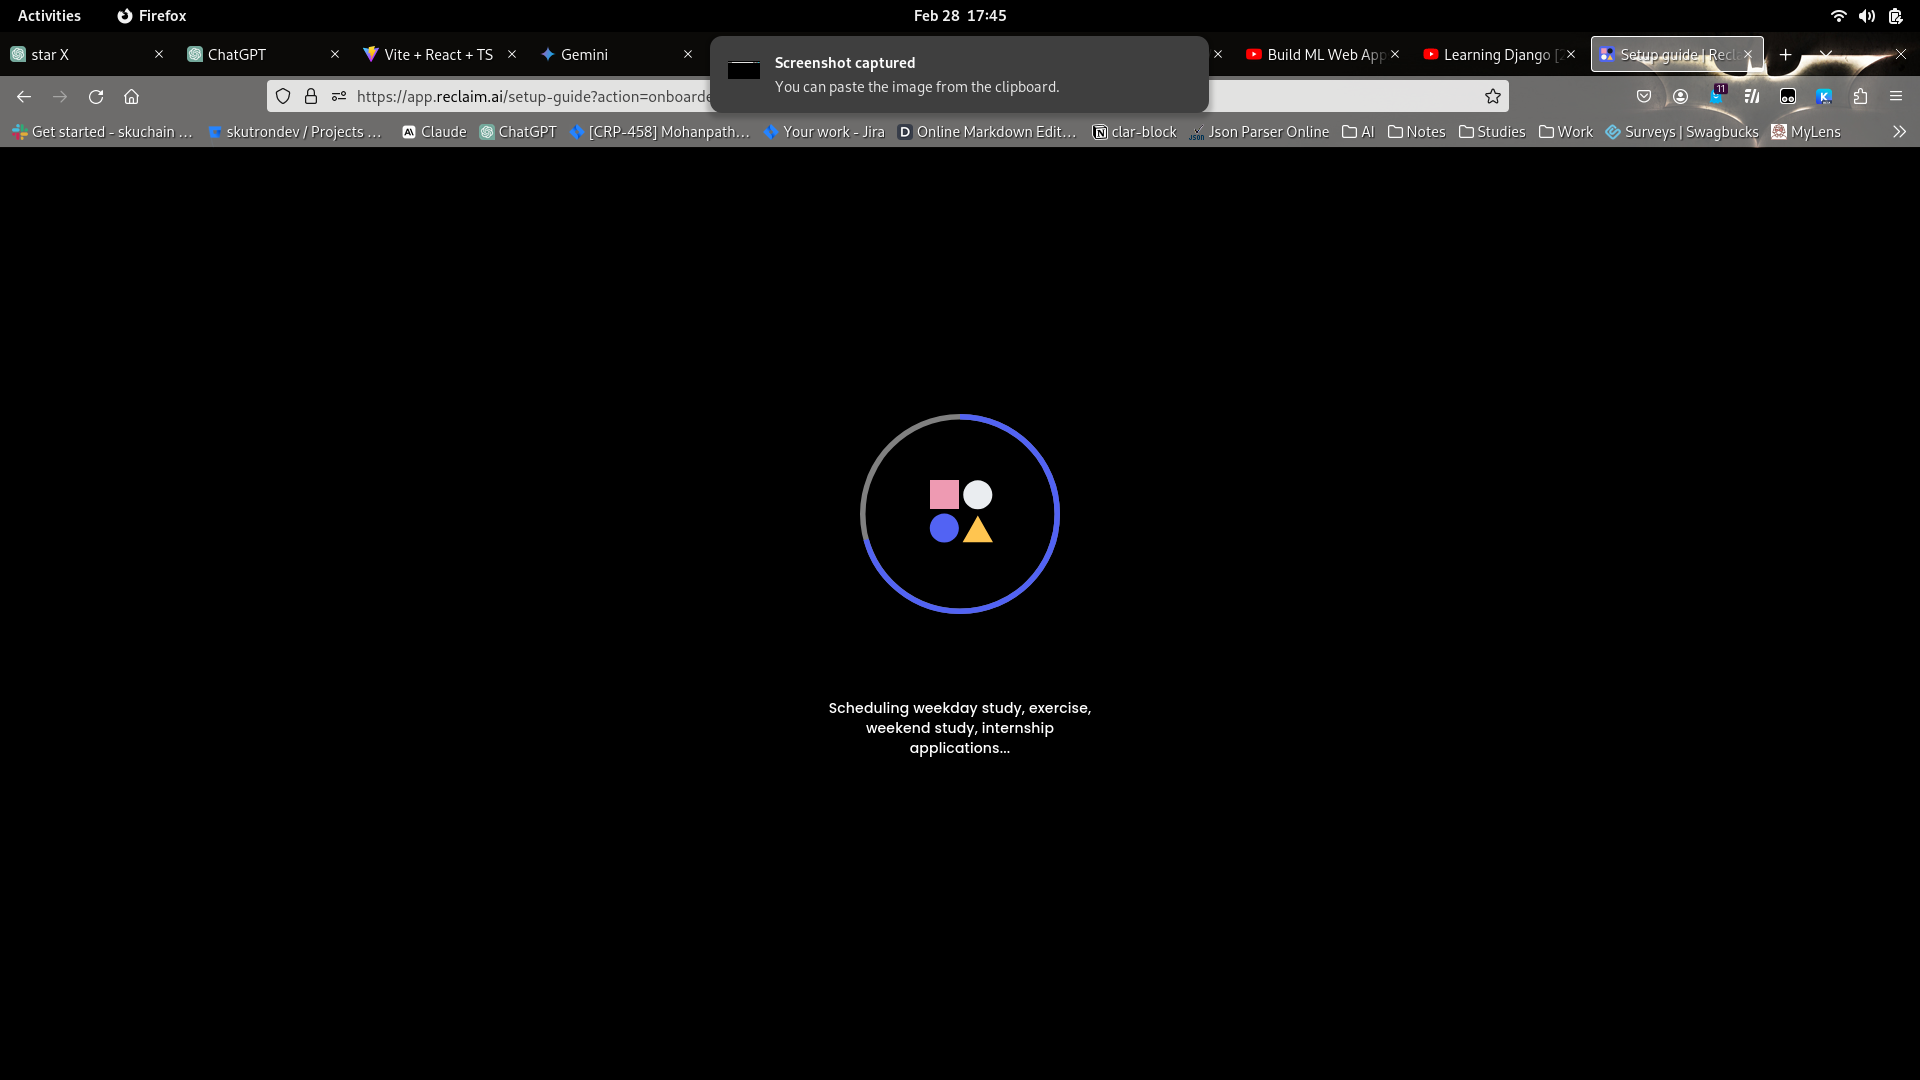 Activities
Firefox
Feb 28 17:45
star X
ChatGPT
Vite + React + TS
Gemini
Build ML Web App
Learning Django [2
Setup guide | Recl
Screenshot captured
You can paste the image from the clipboard.
https://app.reclaim.ai/setup-guide?action=onboarde
11
Get started - skuchain …
skutrondev / Projects …
Claude
ChatGPT
[CRP-458] Mohanpath…
Your work - Jira
Online Markdown Edit…
clar-block
Json Parser Online
AI
Notes
Studies
Work
Surveys | Swagbucks
MyLens
Scheduling weekday study, exercise,
weekend study, internship
applications...